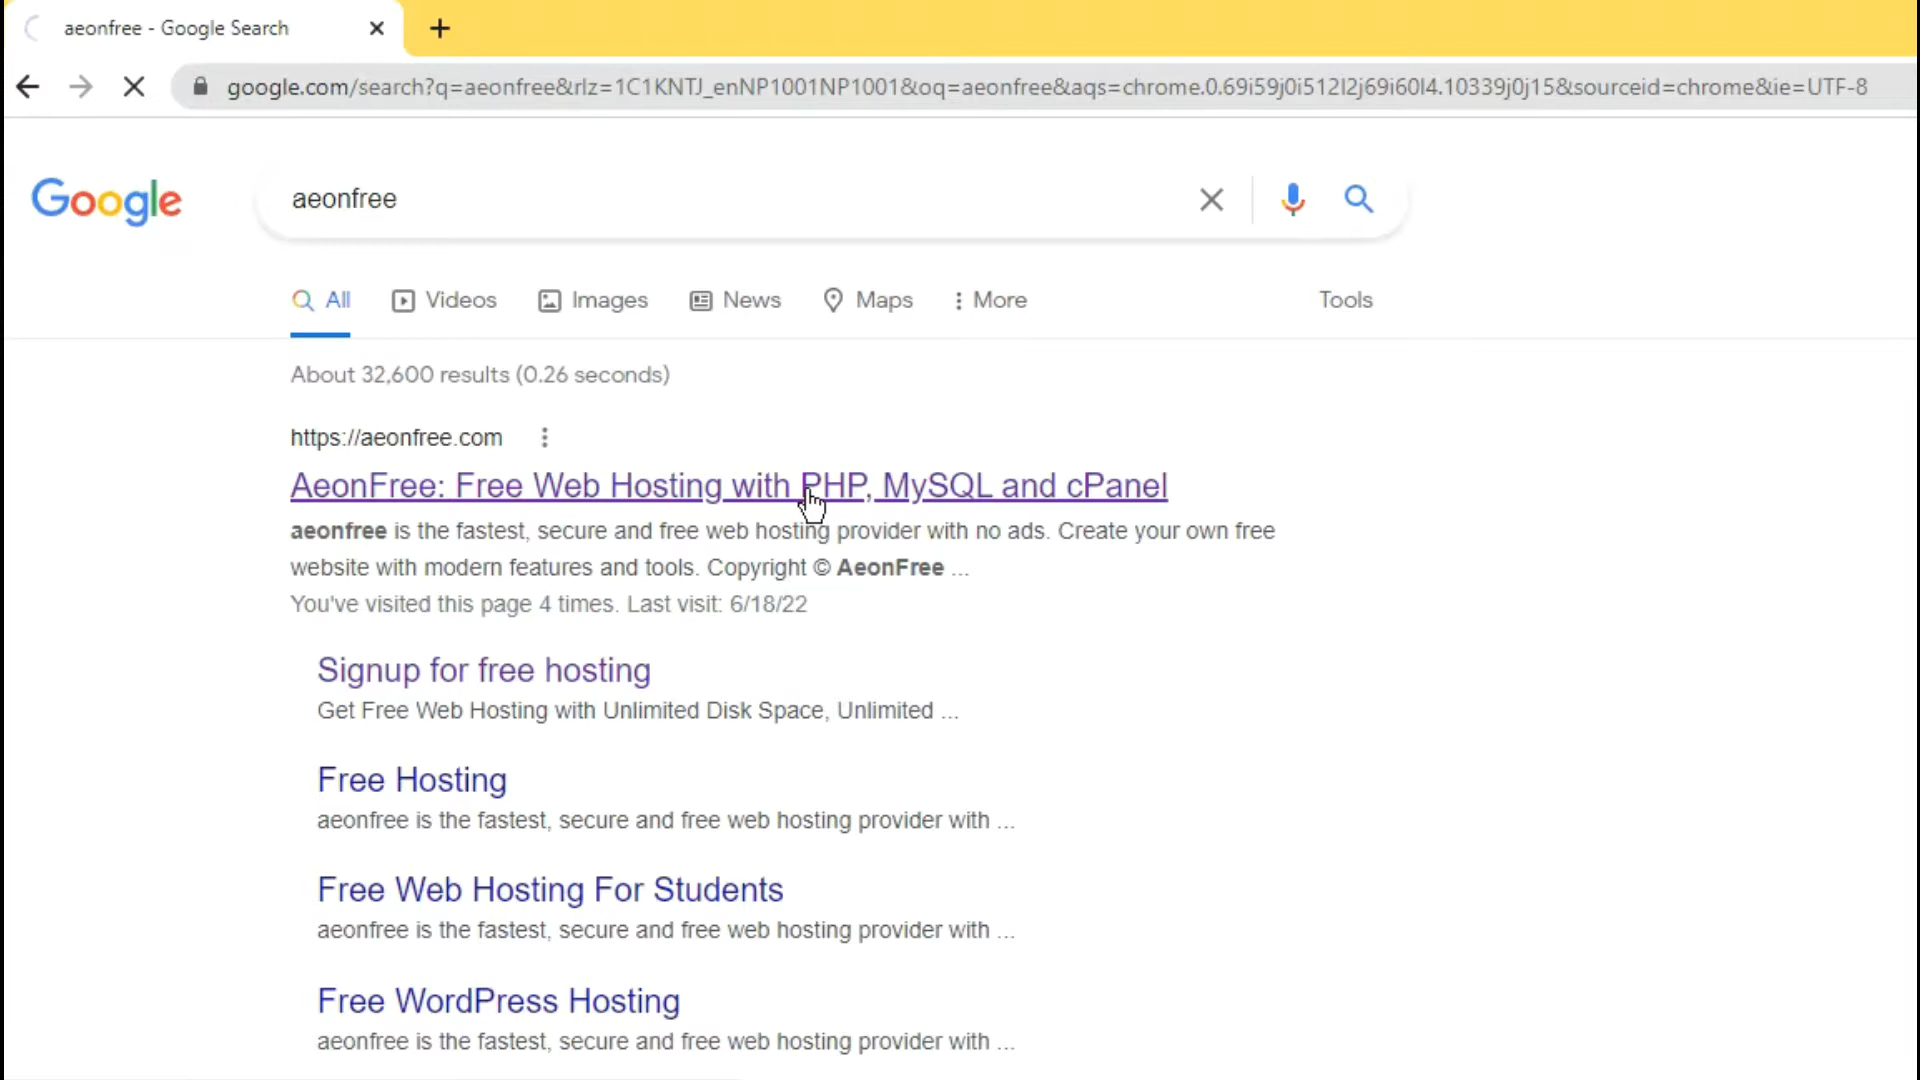 aeonfree - Google Search
google.com/search?q=aeonfree&rlz=1C1KNTJ_enNP1001NP1001&oq=aeonfree&aqs=chrome.0.69i59j0i512l2j69i60l4.10339j0j15&sourceid=chrome&ie=UTF-8
Google
aeonfree
All Videos Images News Maps More Tools
About 32,600 results (0.26 seconds)
https://aeonfree.com
AeonFree: Free Web Hosting with PHP, MySQL and cPanel
aeonfree is the fastest, secure and free web hosting provider with no ads. Create your own free
website with modern features and tools. Copyright © AeonFree ...
You've visited this page 4 times. Last visit: 6/18/22
Signup for free hosting
Get Free Web Hosting with Unlimited Disk Space, Unlimited ...
Free Hosting
aeonfree is the fastest, secure and free web hosting provider with ...
Free Web Hosting For Students
aeonfree is the fastest, secure and free web hosting provider with ...
Free WordPress Hosting
aeonfree is the fastest, secure and free web hosting provider with ...